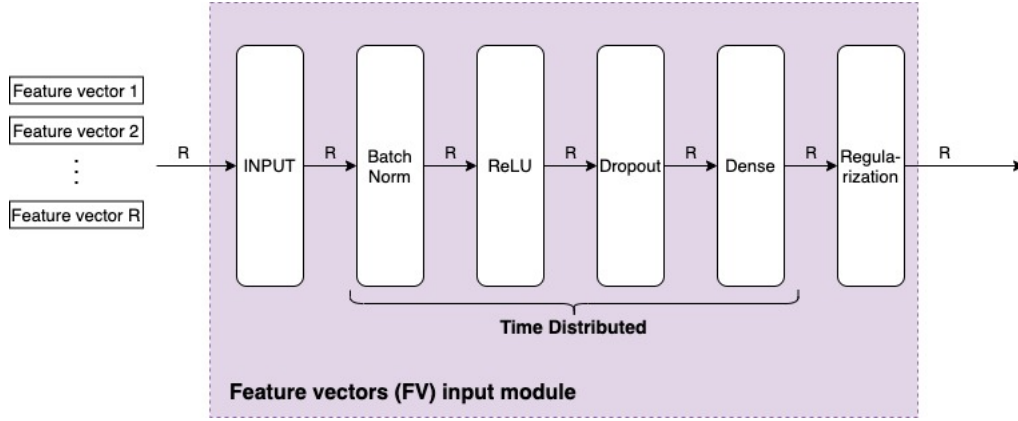 Feature vector 1
Feature vector 2
Feature vector R
R
INPUT
R
Batch
Norm
R
ReLU
R
Dropout
R
Dense
R
Regula-
rization
R
Time Distributed
Feature vectors (FV) input module